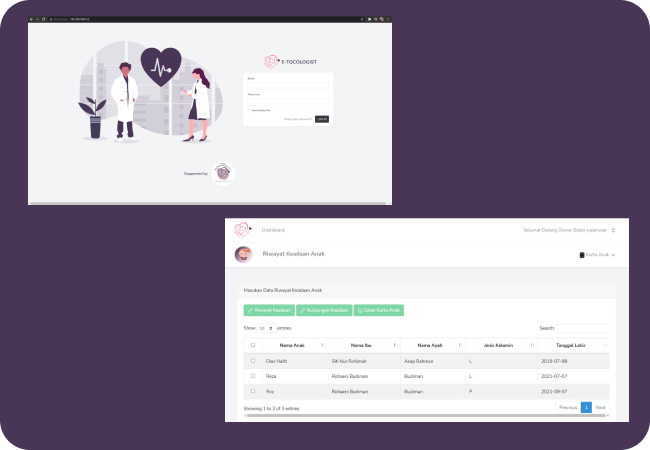 E-TOCOLOGIST
Email
Password
Remember me
Forgot your password?
LOG IN
Supported by
Dashboard
Selamat Datang Dewe Bidan superuser
Riwayat Keadaan Anak
Kartu Anak
Masukan Data Riwayat Keadaan Anak
Riwayat Keadaan
Kunjungan Keadaan
Cetak Kartu Anak
Show 10 entries
Search:
Nama Anak Nama Ibu Nama Ayah Jenis Kelamin Tanggal Lahir
Diaz Hafiz Siti Nur Rohimah Asep Rahman L 2019-07-08
Reza Rohaeni Budiman Budiman L 2021-07-07
Rey Rohaeni Budiman Budiman P 2021-08-07
Showing 1 to 3 of 3 entries
Previous 1 Next